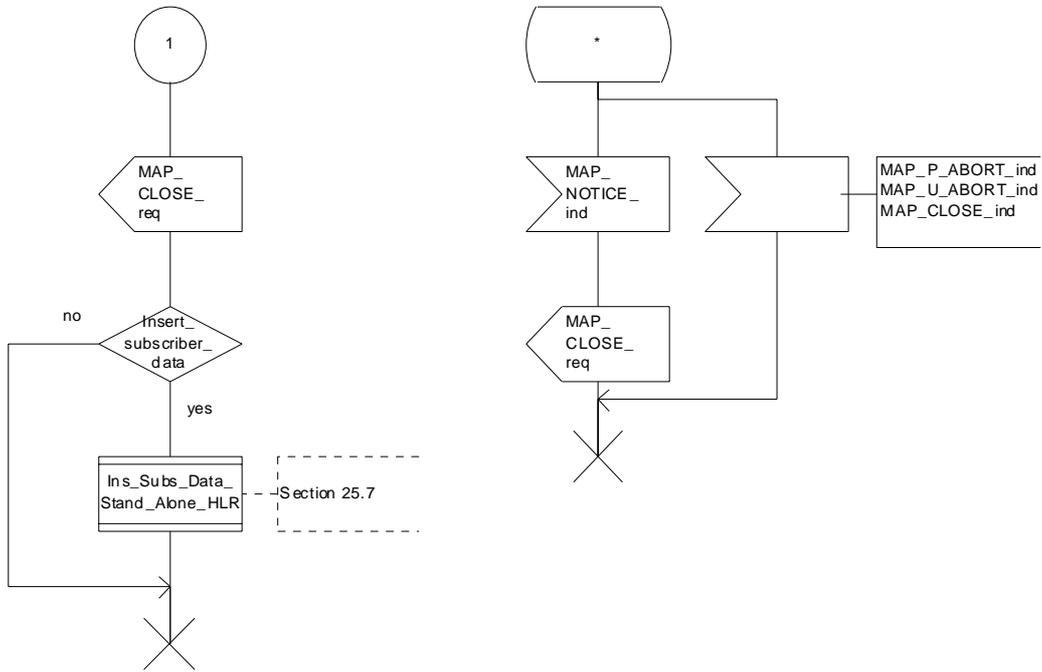 1
*
MAP_
CLOSE_
req
MAP_
NOTICE_
ind
MAP_P_ABORT_ind
MAP_U_ABORT_ind
MAP_CLOSE_ind
no
Insert_
subscriber_
data
MAP_
CLOSE_
req
yes
Ins_Subs_Data_
Stand_Alone_HLR
Section 25.7